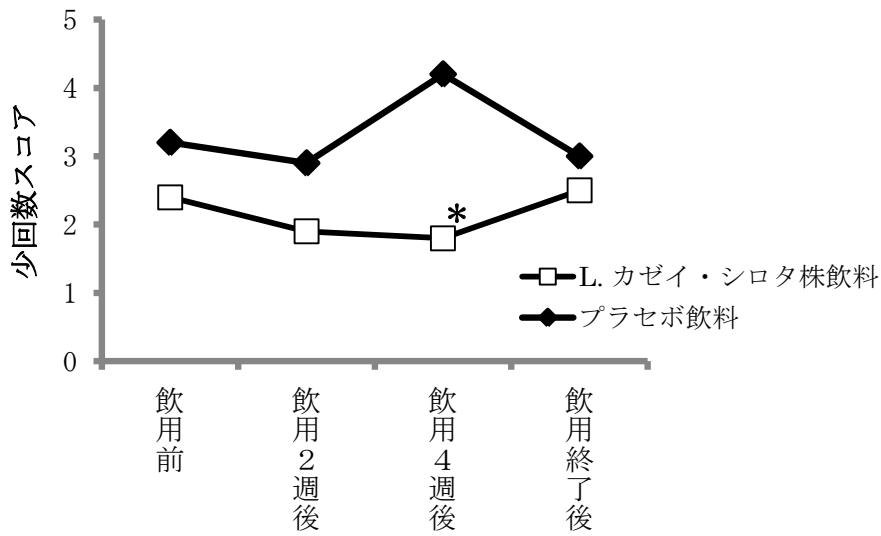 5
4
3
2
1
0
少回数スコア
*
L. カゼイ・シロタ株飲料
プラセボ飲料
飲用前
飲用２週後
飲用４週後
飲用終了後